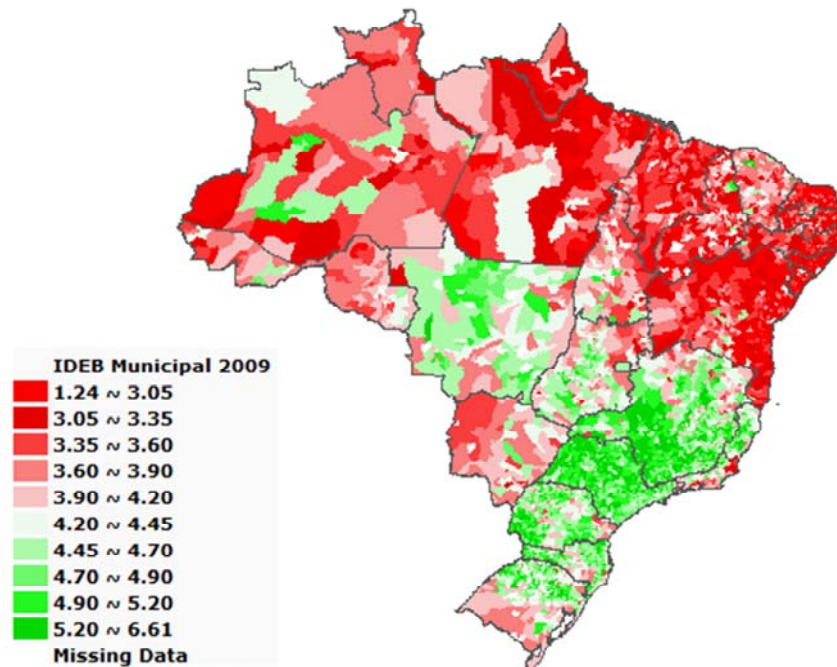 IDEB Municipal 2009
1.24 ~ 3.05
3.05 ~ 3.35
3.35 ~ 3.60
3.60 ~ 3.90
3.90 ~ 4.20
4.20 ~ 4.45
4.45 ~ 4.70
4.70 ~ 4.90
4.90 ~ 5.20
5.20 ~ 6.61
Missing Data